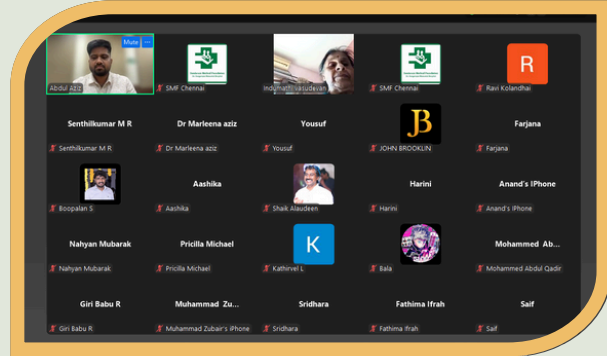 Mute ...
Abdul Aziz
SMF Chennai
Indumathi Vasudevan
SMF Chennai
R
Ravi Kolandhai
Senthilkumar M R
Senthilkumar M R
Dr Marleena aziz
Dr Marleena aziz
Yousuf
Yousuf
JB
JOHN BROOKLIN
Farjana
Farjana
Boopalan S
Aashika
Aashika
Shaik Alaudeen
Harini
Harini
Anand's iPhone
Anand's iPhone
Nahyan Mubarak
Nahyan Mubarak
Pricilla Michael
Pricilla Michael
K
Kathirvel L
Bala
Mohammed Ab...
Mohammed Abdul Qadir
Giri Babu R
Giri Babu R
Muhammad Zu...
Muhammad Zubair's iPhone
Sridhara
Sridhara
Fathima Ifrah
Fathima Ifrah
Saif
Saif